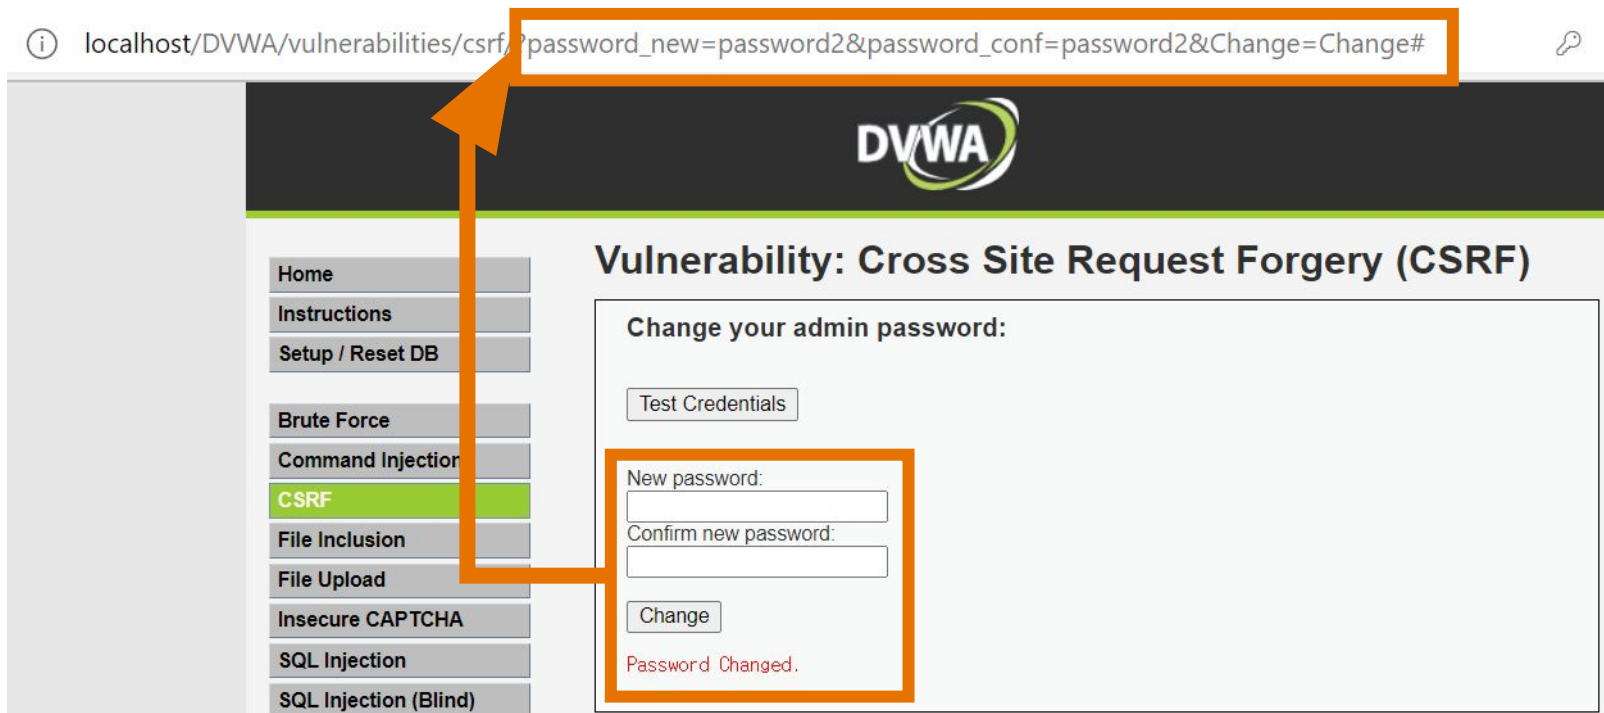 localhost/DVWA/vulnerabilities/csrf/?password_new=password2&password_conf=password2&Change=Change#
DVWA
Home
Instructions
Setup / Reset DB
Brute Force
Command Injection
CSRF
File Inclusion
File Upload
Insecure CAPTCHA
SQL Injection
SQL Injection (Blind)
Vulnerability: Cross Site Request Forgery (CSRF)
Change your admin password:
Test Credentials
New password:
Confirm new password:
Change
Password Changed.